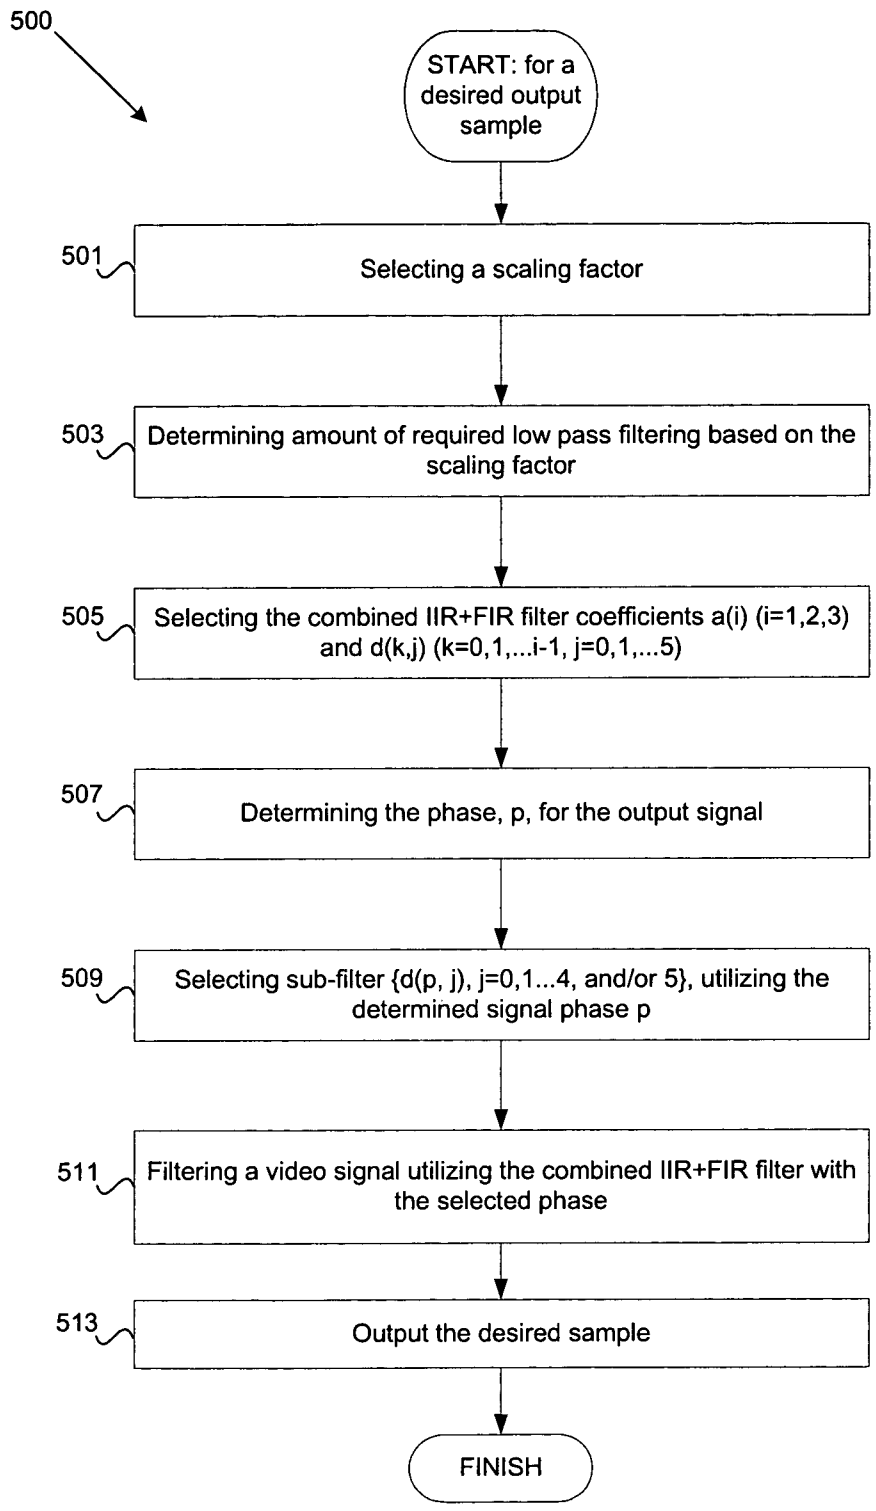 500
START: for a
desired output
sample
501
Selecting a scaling factor
503
Determining amount of required low pass filtering based on the
scaling factor
505
Selecting the combined IIR+FIR filter coefficients a(i) (i=1,2,3)
and d(k,j) (k=0,1,...i-1, j=0,1,...5)
507
Determining the phase, p, for the output signal
509
Selecting sub-filter {d(p, j), j=0,1...4, and/or 5}, utilizing the
determined signal phase p
511
Filtering a video signal utilizing the combined IIR+FIR filter with
the selected phase
513
Output the desired sample
FINISH